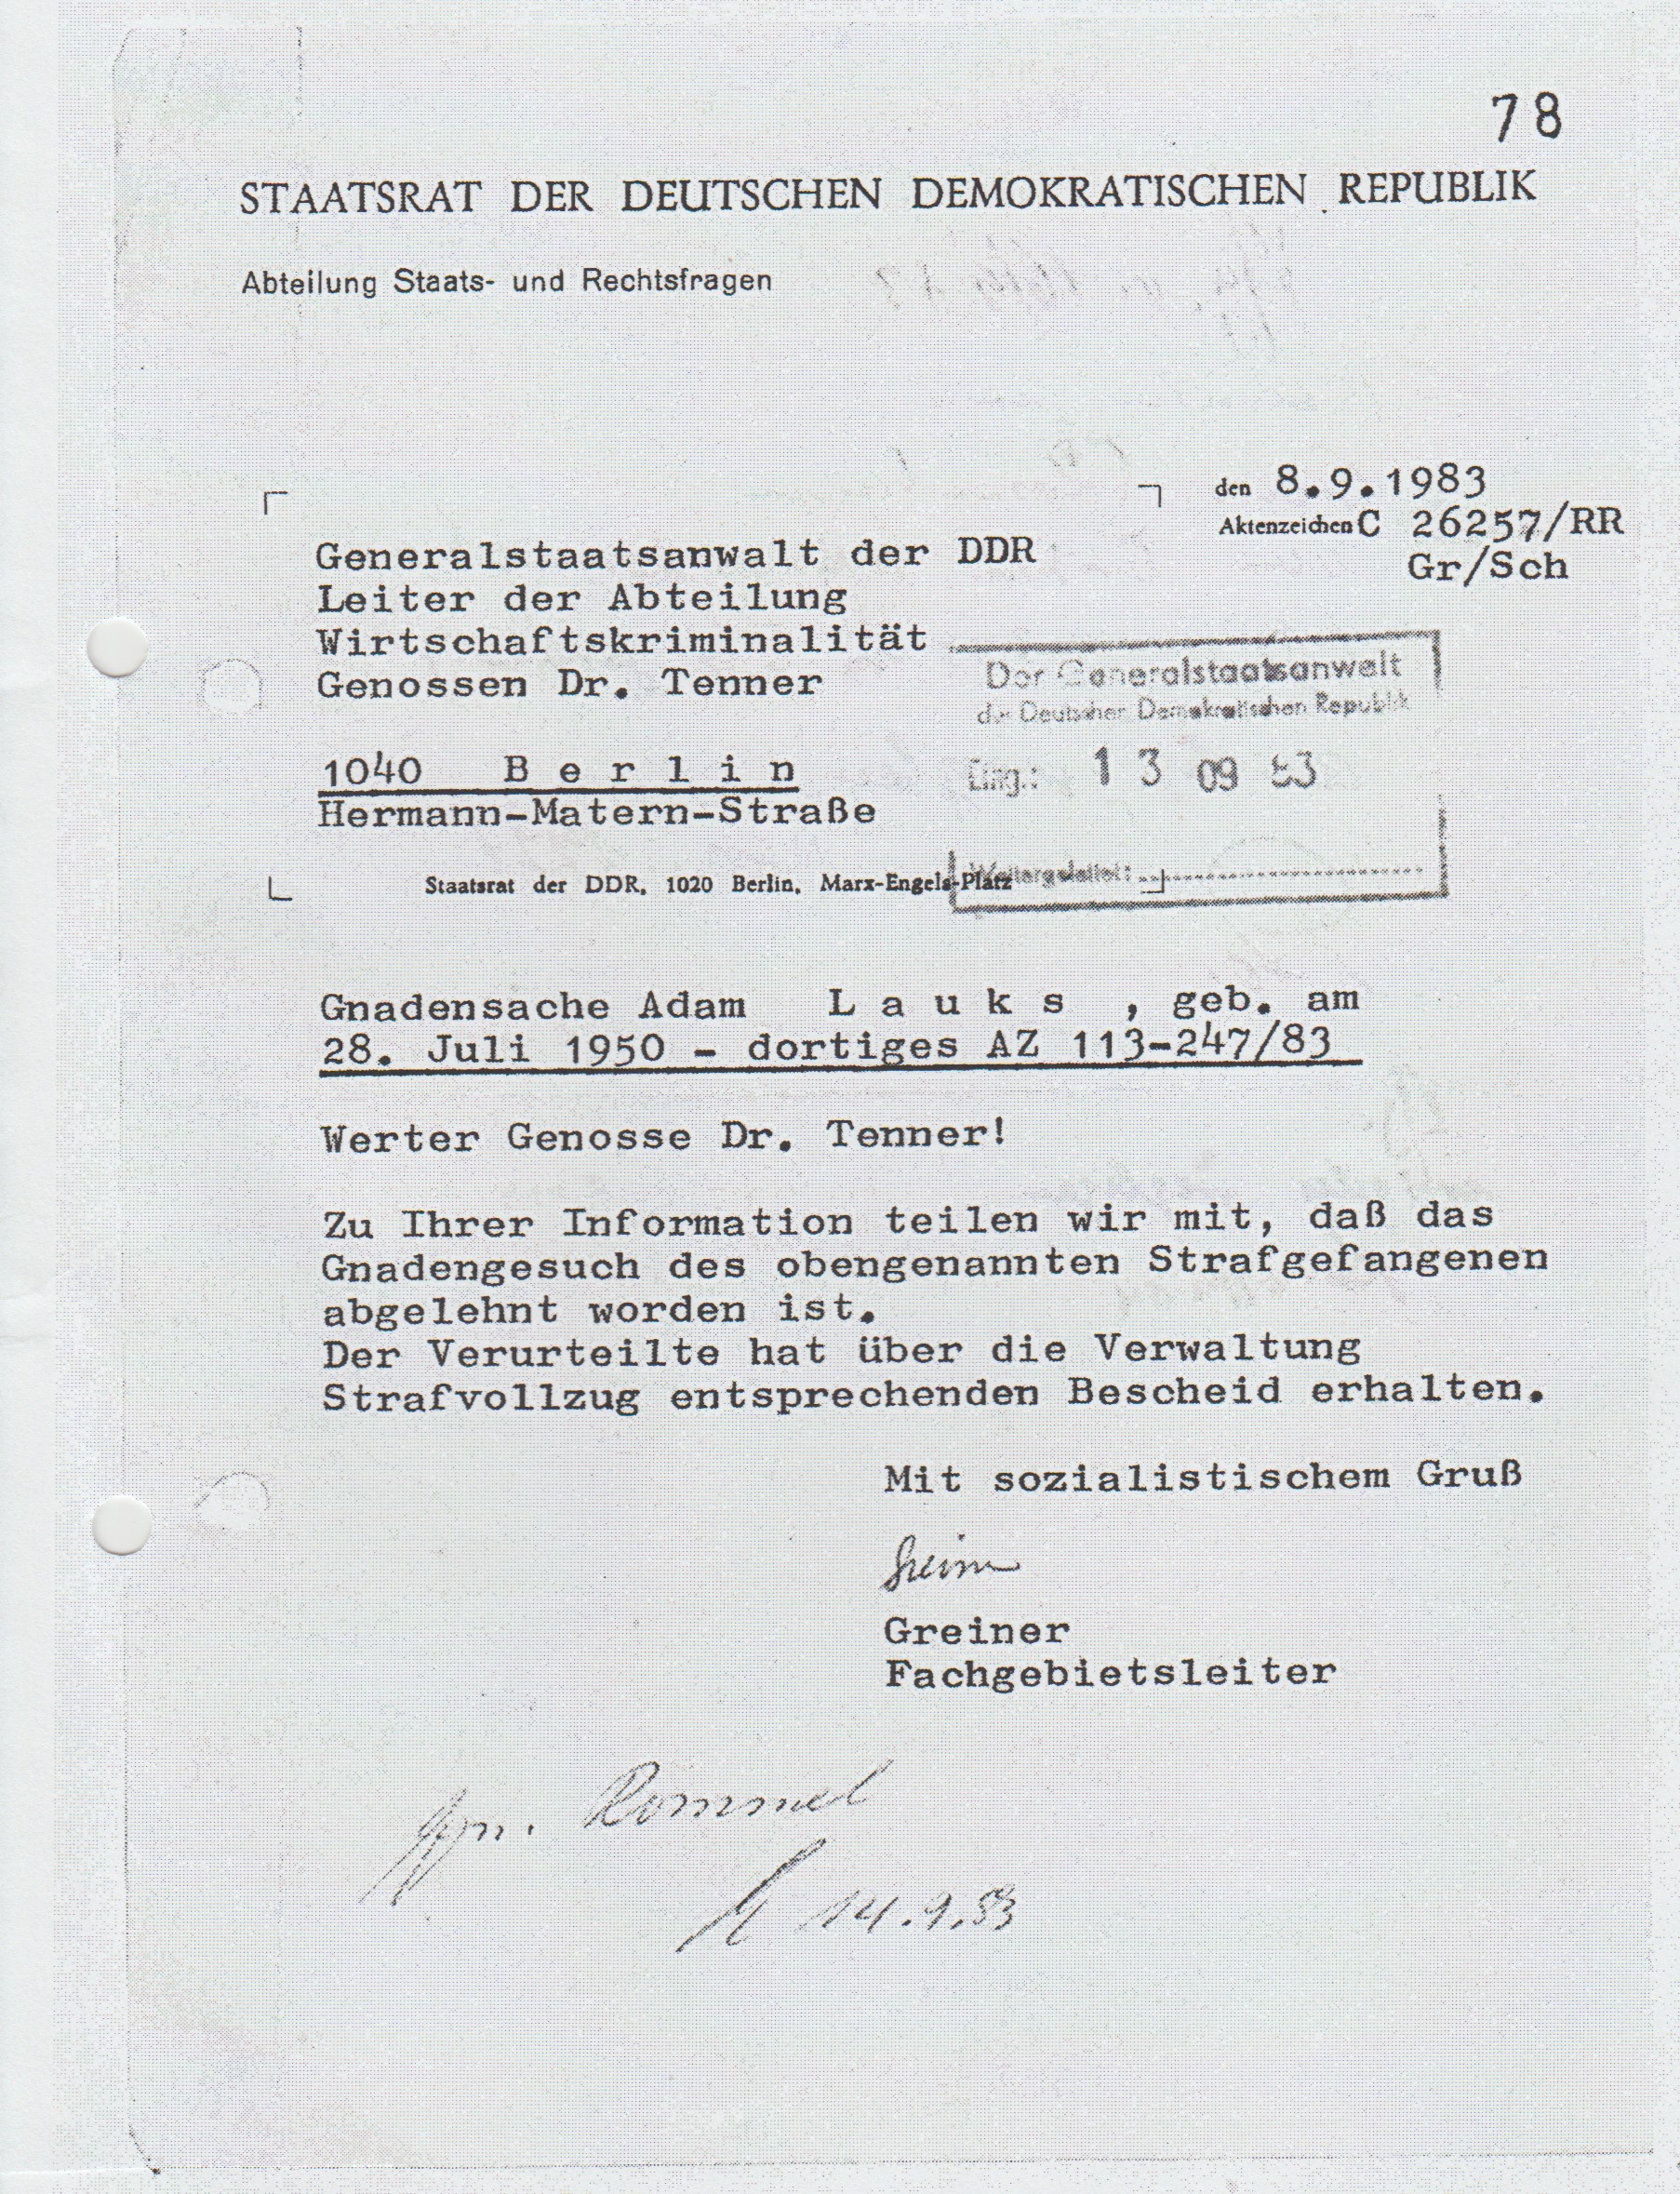 78
STAATSRAT DER DEUTSCHEN DEMOKRATISCHEN REPUBLIK
Abteilung Staats- und Rechtsfragen
den 8.9.1983
Aktenzeichen C 26257/RR
Gr/Sch
Generalstaatsanwalt der DDR
Leiter der Abteilung
Wirtschaftskriminalität
Genossen Dr. Tenner
1040 B e r l i n
Hermann-Matern-Straße
Der Generalstaatsanwalt
der Deutschen Demokratischen Republik
Eing.: 13 09 83
Weitergeleitet:
Staatsrat der DDR, 1020 Berlin, Marx-Engels-Platz
Gnadensache Adam L a u k s , geb. am
28. Juli 1950 - dortiges AZ 113-247/83
Werter Genosse Dr. Tenner!
Zu Ihrer Information teilen wir mit, daß das
Gnadengesuch des obengenannten Strafgefangenen
abgelehnt worden ist.
Der Verurteilte hat über die Verwaltung
Strafvollzug entsprechenden Bescheid erhalten.
Mit sozialistischem Gruß
Greiner
Fachgebietsleiter
Rommel
14.9.83